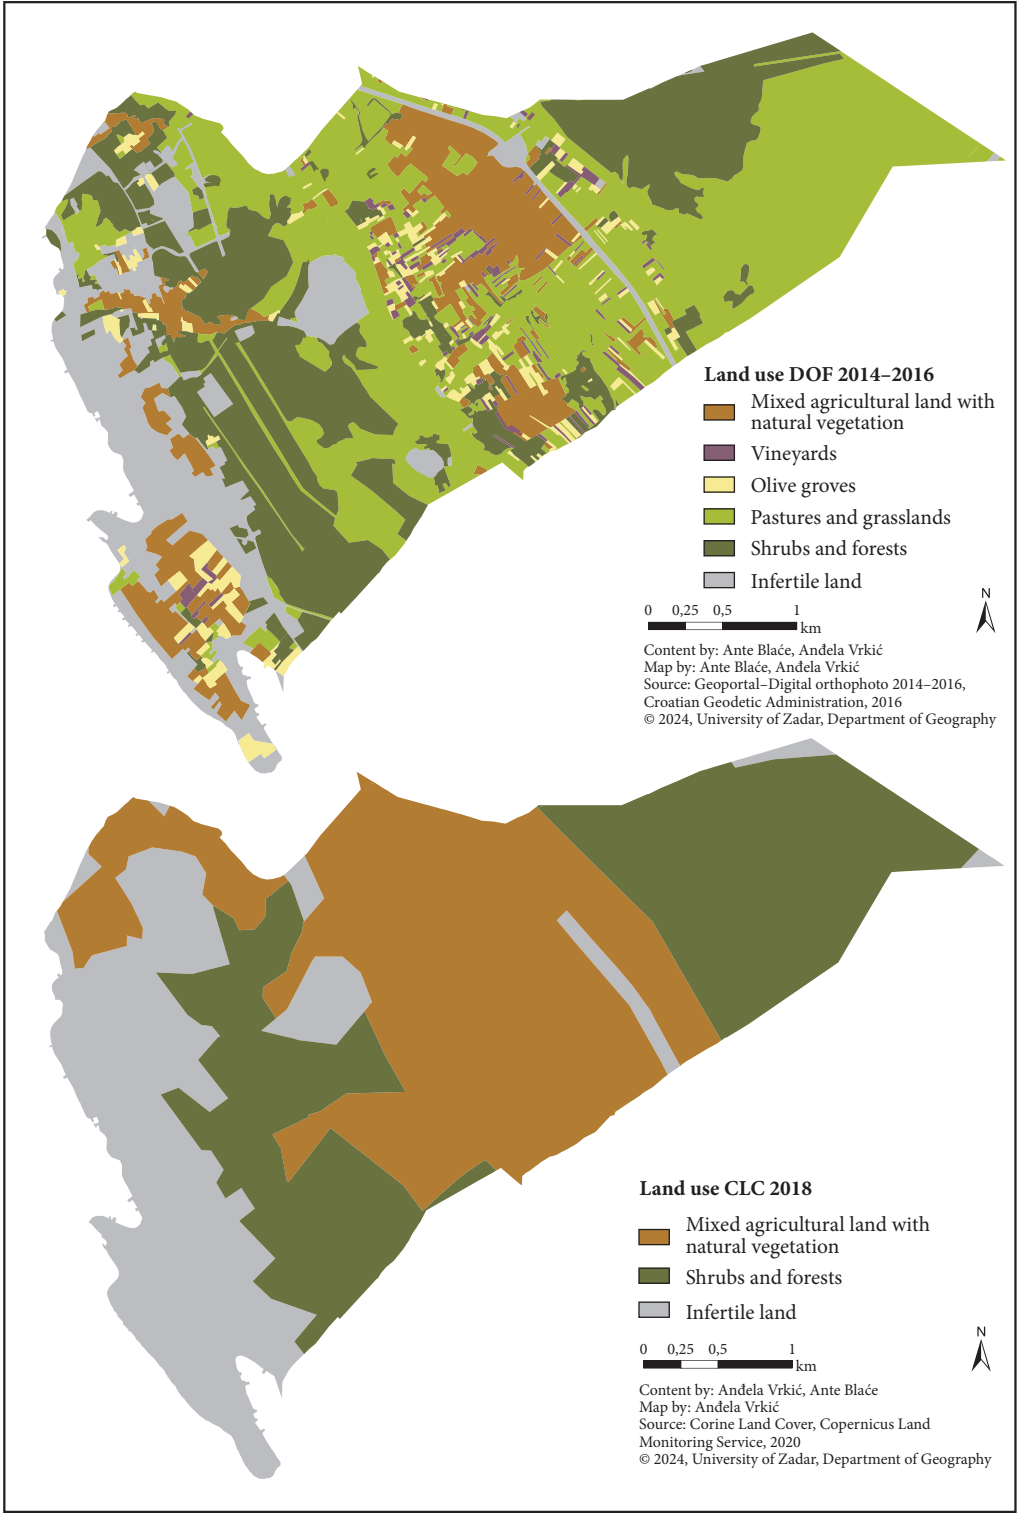 Land use DOF 2014–2016
Mixed agricultural land with
natural vegetation
Vineyards
Olive groves
Pastures and grasslands
Shrubs and forests
Infertile land
N
0 0,25 0,5 1
km
Content by: Ante Blaće, Anđela Vrkić
Map by: Ante Blaće, Anđela Vrkić
Source: Geoportal–Digital orthophoto 2014–2016,
Croatian Geodetic Administration, 2016
© 2024, University of Zadar, Department of Geography
Land use CLC 2018
Mixed agricultural land with
natural vegetation
Shrubs and forests
Infertile land
N
0 0,25 0,5 1
km
Content by: Anđela Vrkić, Ante Blaće
Map by: Anđela Vrkić
Source: Corine Land Cover, Copernicus Land
Monitoring Service, 2020
© 2024, University of Zadar, Department of Geography